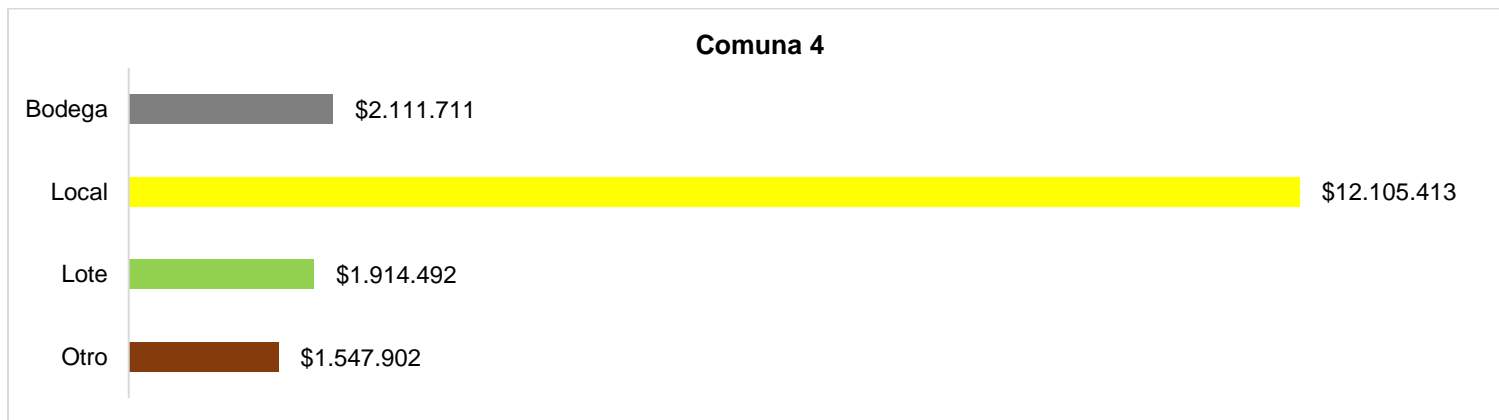 Comuna 4
Bodega $2.111.711
Local $12.105.413
Lote $1.914.492
Otro $1.547.902